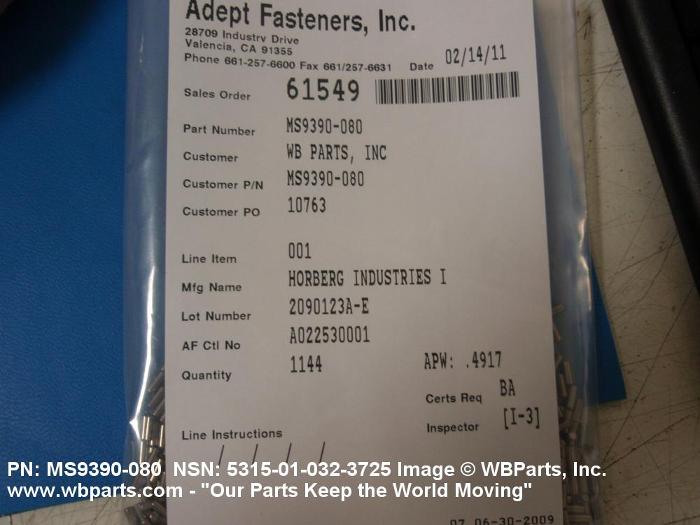 Adept Fasteners, Inc.
28709 Industry Drive
Valencia, CA 91355
Phone 661-257-6600 Fax 661/257-6631 Date 02/14/11
Sales Order 61549
Part Number MS9390-080
Customer WB PARTS, INC
Customer P/N MS9390-080
Customer PO 10763
Line Item 001
Mfg Name HORBERG INDUSTRIES I
Lot Number 2090123A-E
AF Ctl No A022530001
Quantity 1144 APW: .4917
Certs Req BA
Inspector [I-3]
Line Instructions
/ / / /
PN: MS9390-080 NSN: 5315-01-032-3725 Image © WBParts, Inc.
www.wbparts.com - "Our Parts Keep the World Moving"
07 06-30-2009